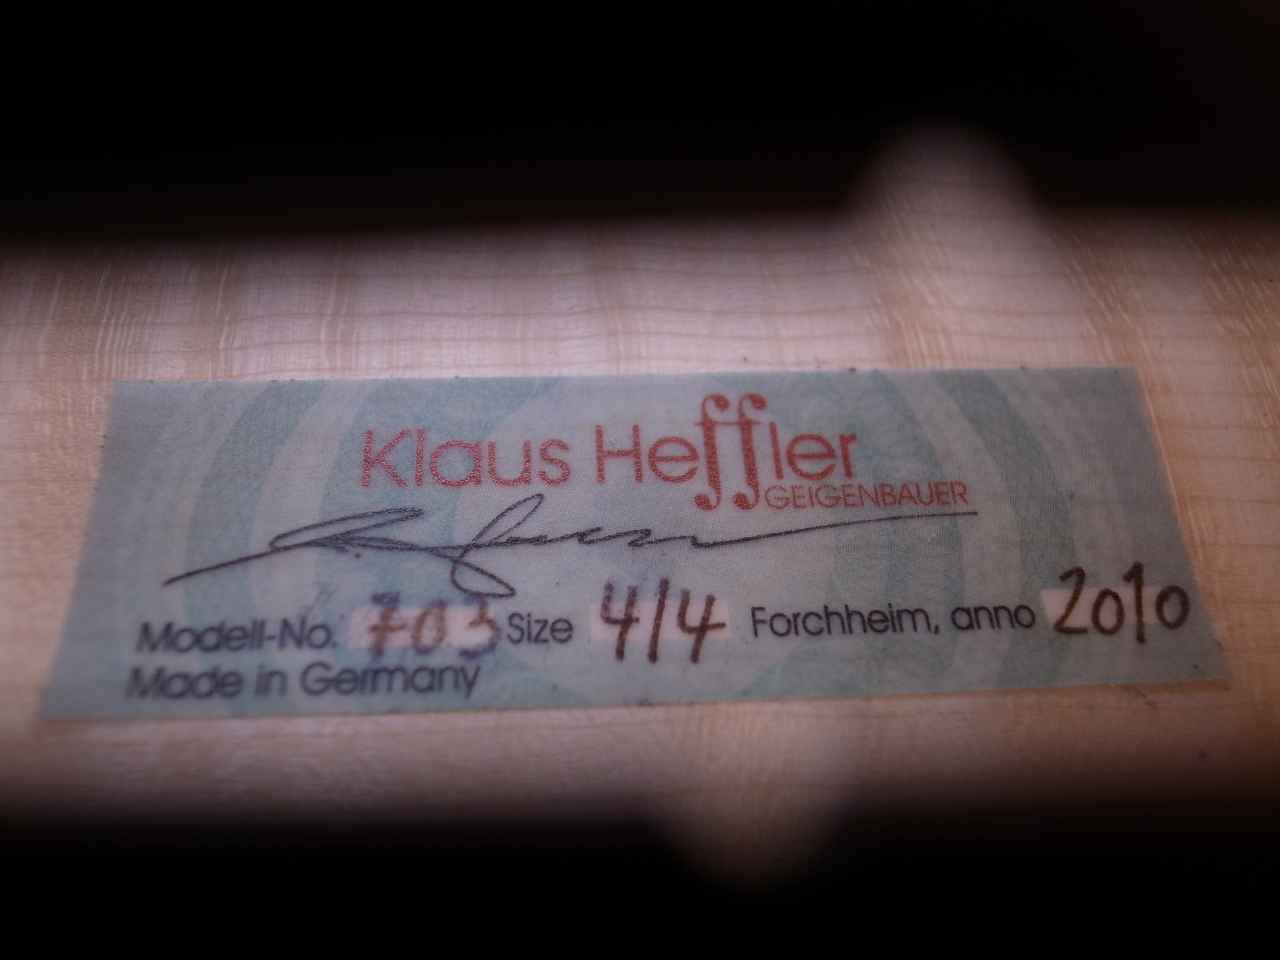 Klaus Heffler
GEIGENBAUER
Modell-No. 703 Size 4/4 Forchheim, anno 2010
Made in Germany